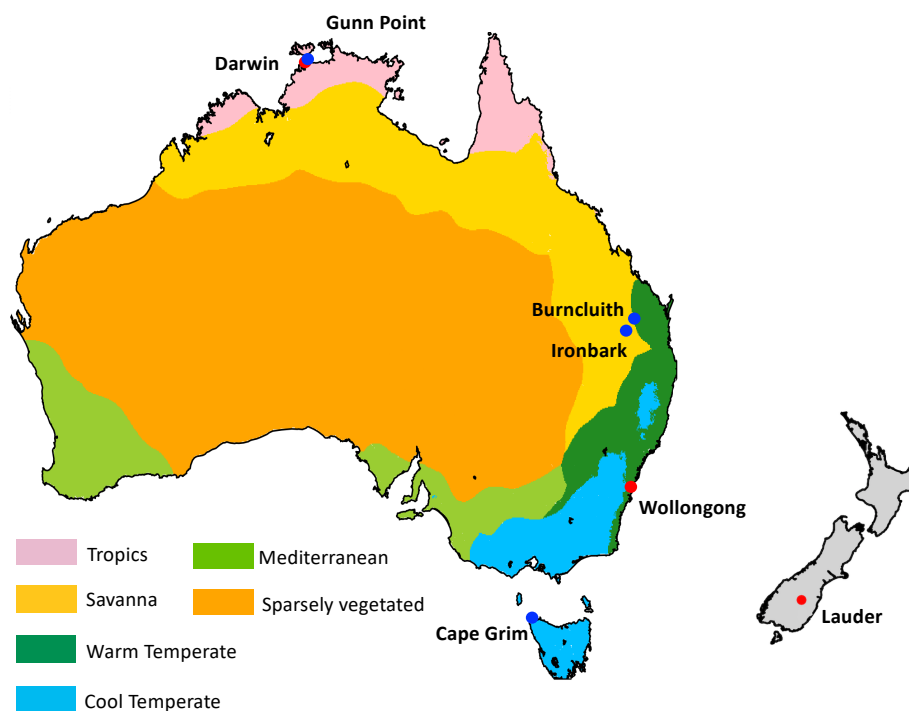 Gunn Point
Darwin
Burncluith
Ironbark
Wollongong
Cape Grim
Lauder
Tropics
Mediterranean
Savanna
Sparsely vegetated
Warm Temperate
Cool Temperate